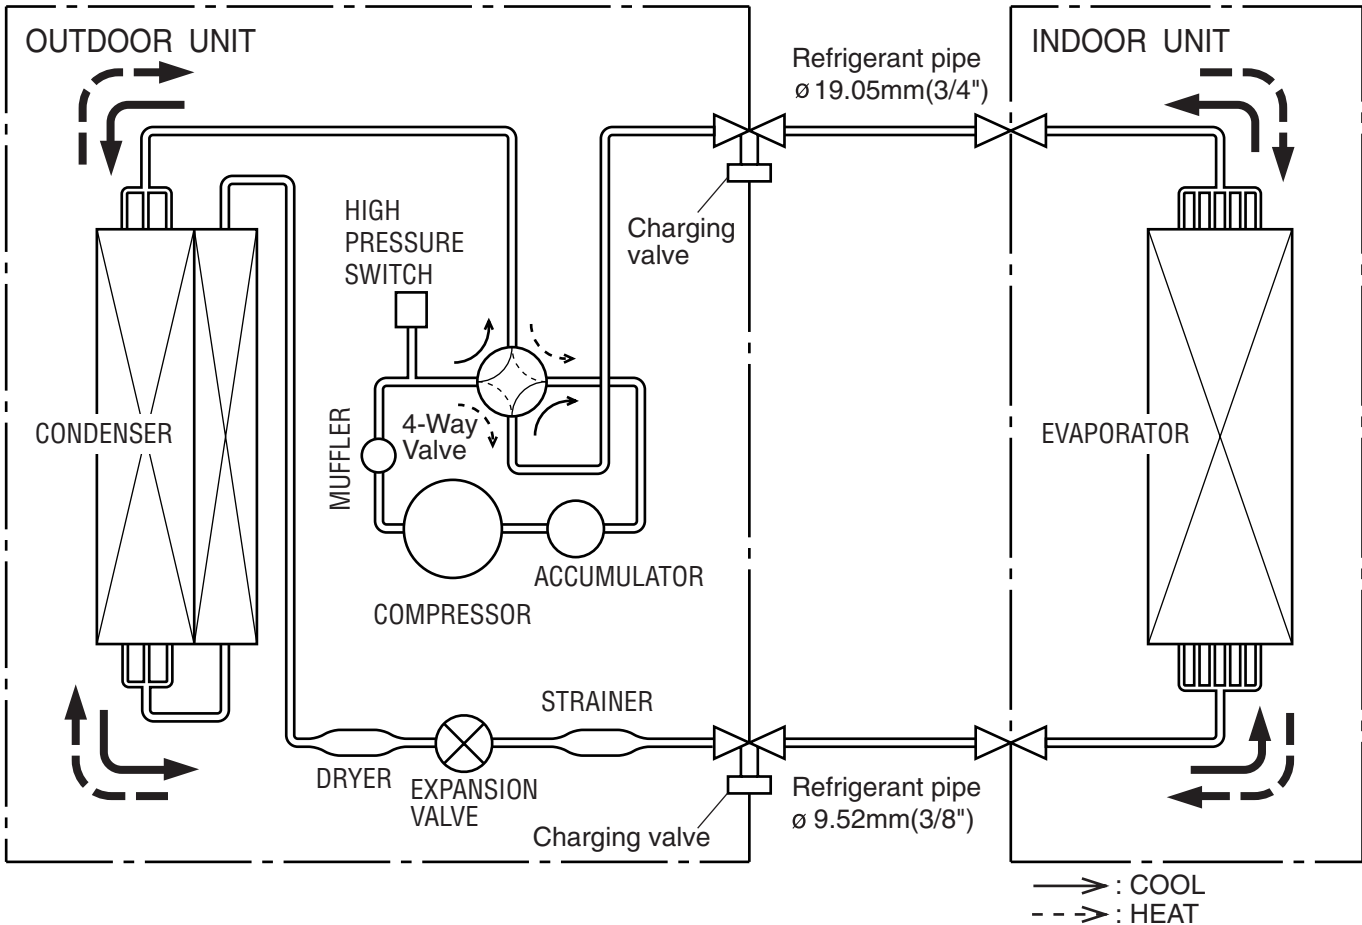 OUTDOOR UNIT
INDOOR UNIT
Refrigerant pipe
ø 19.05mm(3/4")
HIGH
PRESSURE
SWITCH
Charging
valve
CONDENSER
MUFFLER
4-Way
Valve
EVAPORATOR
ACCUMULATOR
COMPRESSOR
STRAINER
DRYER
EXPANSION
VALVE
Refrigerant pipe
ø 9.52mm(3/8")
Charging valve
: COOL
: HEAT